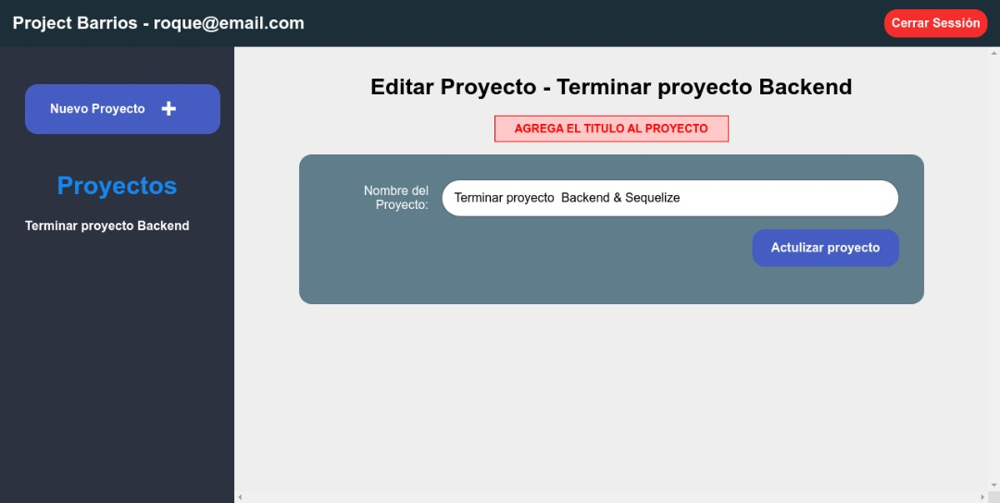 Project Barrios - roque@email.com
Cerrar Sessión
Nuevo Proyecto
Proyectos
Terminar proyecto Backend
Editar Proyecto - Terminar proyecto Backend
AGREGA EL TITULO AL PROYECTO
Nombre del
Proyecto:
Terminar proyecto  Backend & Sequelize
Actulizar proyecto